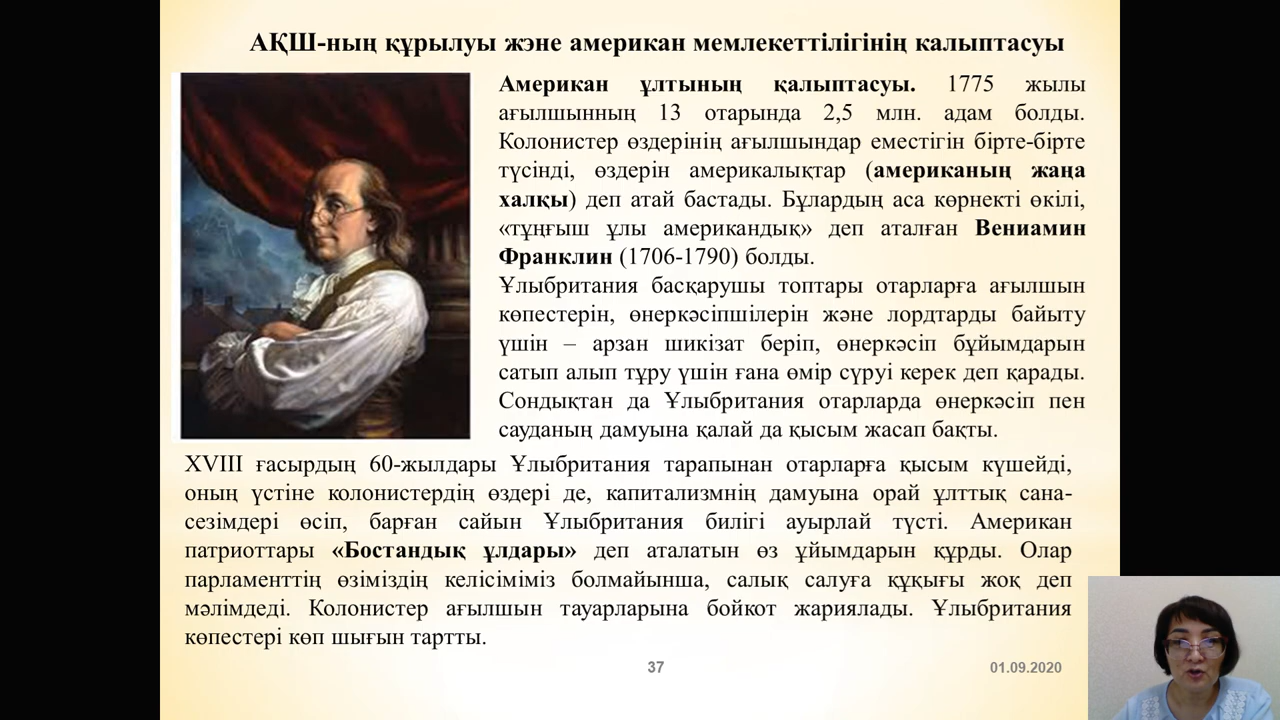 АҚШ-ның құрылуы жэне американ мемлекеттілігінің калыптасуы
Американ ұлтының қалыптасуы. 1775 жылы
ағылшынның 13 отарында 2,5 млн. адам болды.
Колонистер өздерінің ағылшындар еместігін бірте-бірте
түсінді, өздерін америкалықтар (американың жаңа
халқы) деп атай бастады. Бұлардың аса көрнекті өкілі,
«тұңғыш ұлы американдық» деп аталған Вениамин
Франклин (1706-1790) болды.
Ұлыбритания басқарушы топтары отарларға ағылшын
көпестерін, өнеркәсіпшілерін және лордтарды байыту
үшін – арзан шикізат беріп, өнеркәсіп бұйымдарын
сатып алып тұру үшін ғана өмір сүруі керек деп қарады.
Сондықтан да Ұлыбритания отарларда өнеркәсіп пен
сауданың дамуына қалай да қысым жасап бақты.
XVIII ғасырдың 60-жылдары Ұлыбритания тарапынан отарларға қысым күшейді,
оның үстіне колонистердің өздері де, капитализмнің дамуына орай ұлттық сана-
сезімдері өсіп, барған сайын Ұлыбритания билігі ауырлай түсті. Американ
патриоттары «Бостандық ұлдары» деп аталатын өз ұйымдарын құрды. Олар
парламенттің өзіміздің келісіміміз болмайынша, салық салуға құқығы жоқ деп
мәлімдеді. Колонистер ағылшын тауарларына бойкот жариялады. Ұлыбритания
көпестері көп шығын тартты.
37
01.09.2020